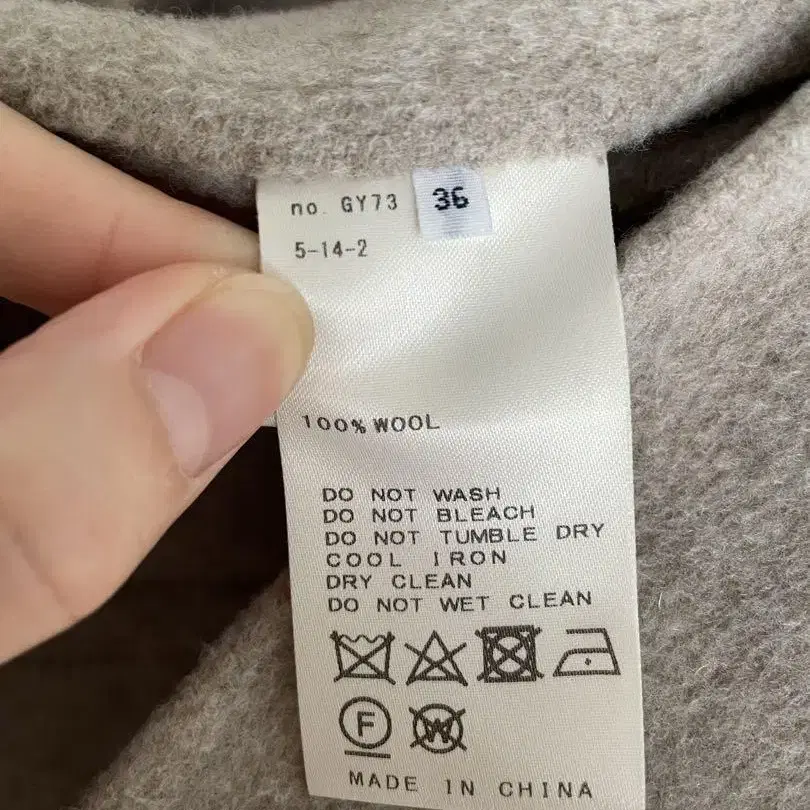 no. GY73 36
5-14-2
100% WOOL
DO NOT WASH
DO NOT BLEACH
DO NOT TUMBLE DRY
COOL IRON
DRY CLEAN
DO NOT WET CLEAN
F W
MADE IN CHINA